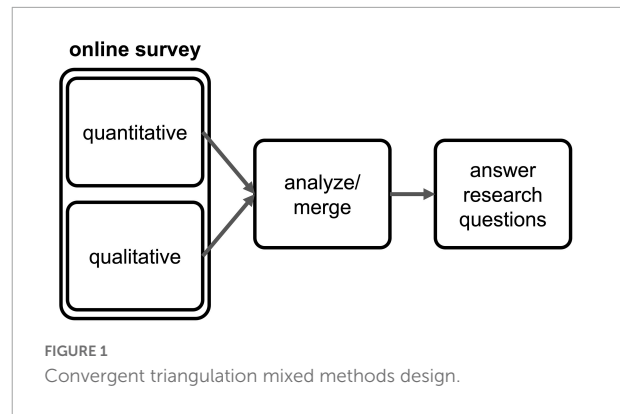 online survey
quantitative
qualitative
analyze/
merge
answer
research
questions
FIGURE 1
Convergent triangulation mixed methods design.